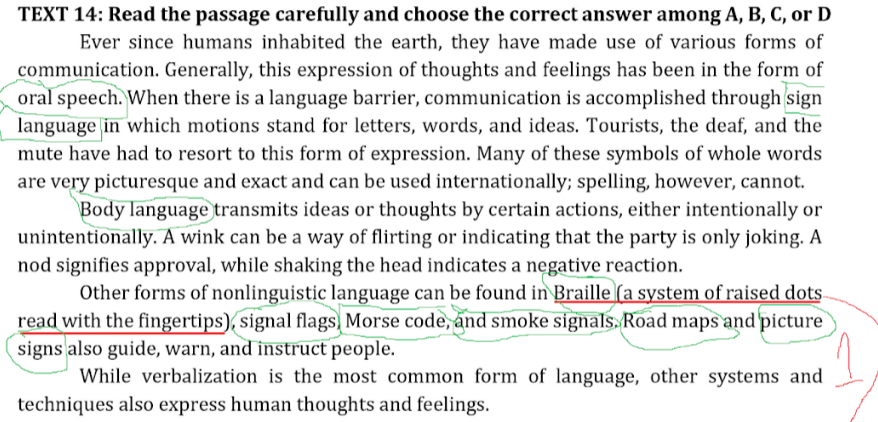 TEXT 14: Read the passage carefully and choose the correct answer among A, B, C, or D
Ever since humans inhabited the earth, they have made use of various forms of
communication. Generally, this expression of thoughts and feelings has been in the form of
oral speech. When there is a language barrier, communication is accomplished through sign
language in which motions stand for letters, words, and ideas. Tourists, the deaf, and the
mute have had to resort to this form of expression. Many of these symbols of whole words
are very picturesque and exact and can be used internationally; spelling, however, cannot.
Body language transmits ideas or thoughts by certain actions, either intentionally or
unintentionally. A wink can be a way of flirting or indicating that the party is only joking. A
nod signifies approval, while shaking the head indicates a negative reaction.
Other forms of nonlinguistic language can be found in Braille (a system of raised dots
read with the fingertips), signal flags, Morse code, and smoke signals. Road maps and picture
signs also guide, warn, and instruct people.
While verbalization is the most common form of language, other systems and
techniques also express human thoughts and feelings.